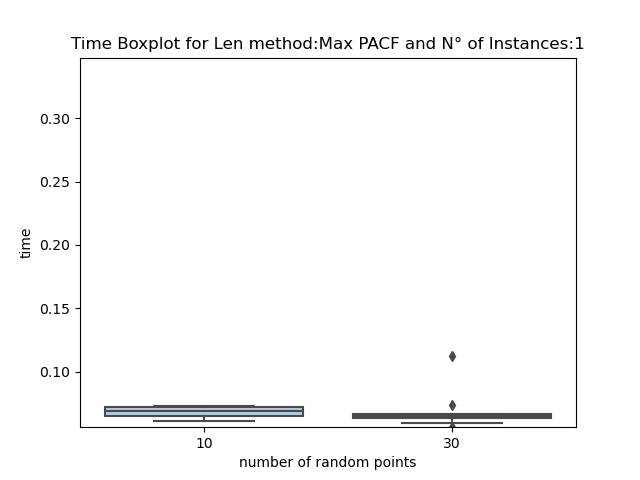 Time Boxplot for Len method:Max PACF and N° of Instances:1
0.30
0.25
0.20
0.15
0.10
time
10
30
number of random points